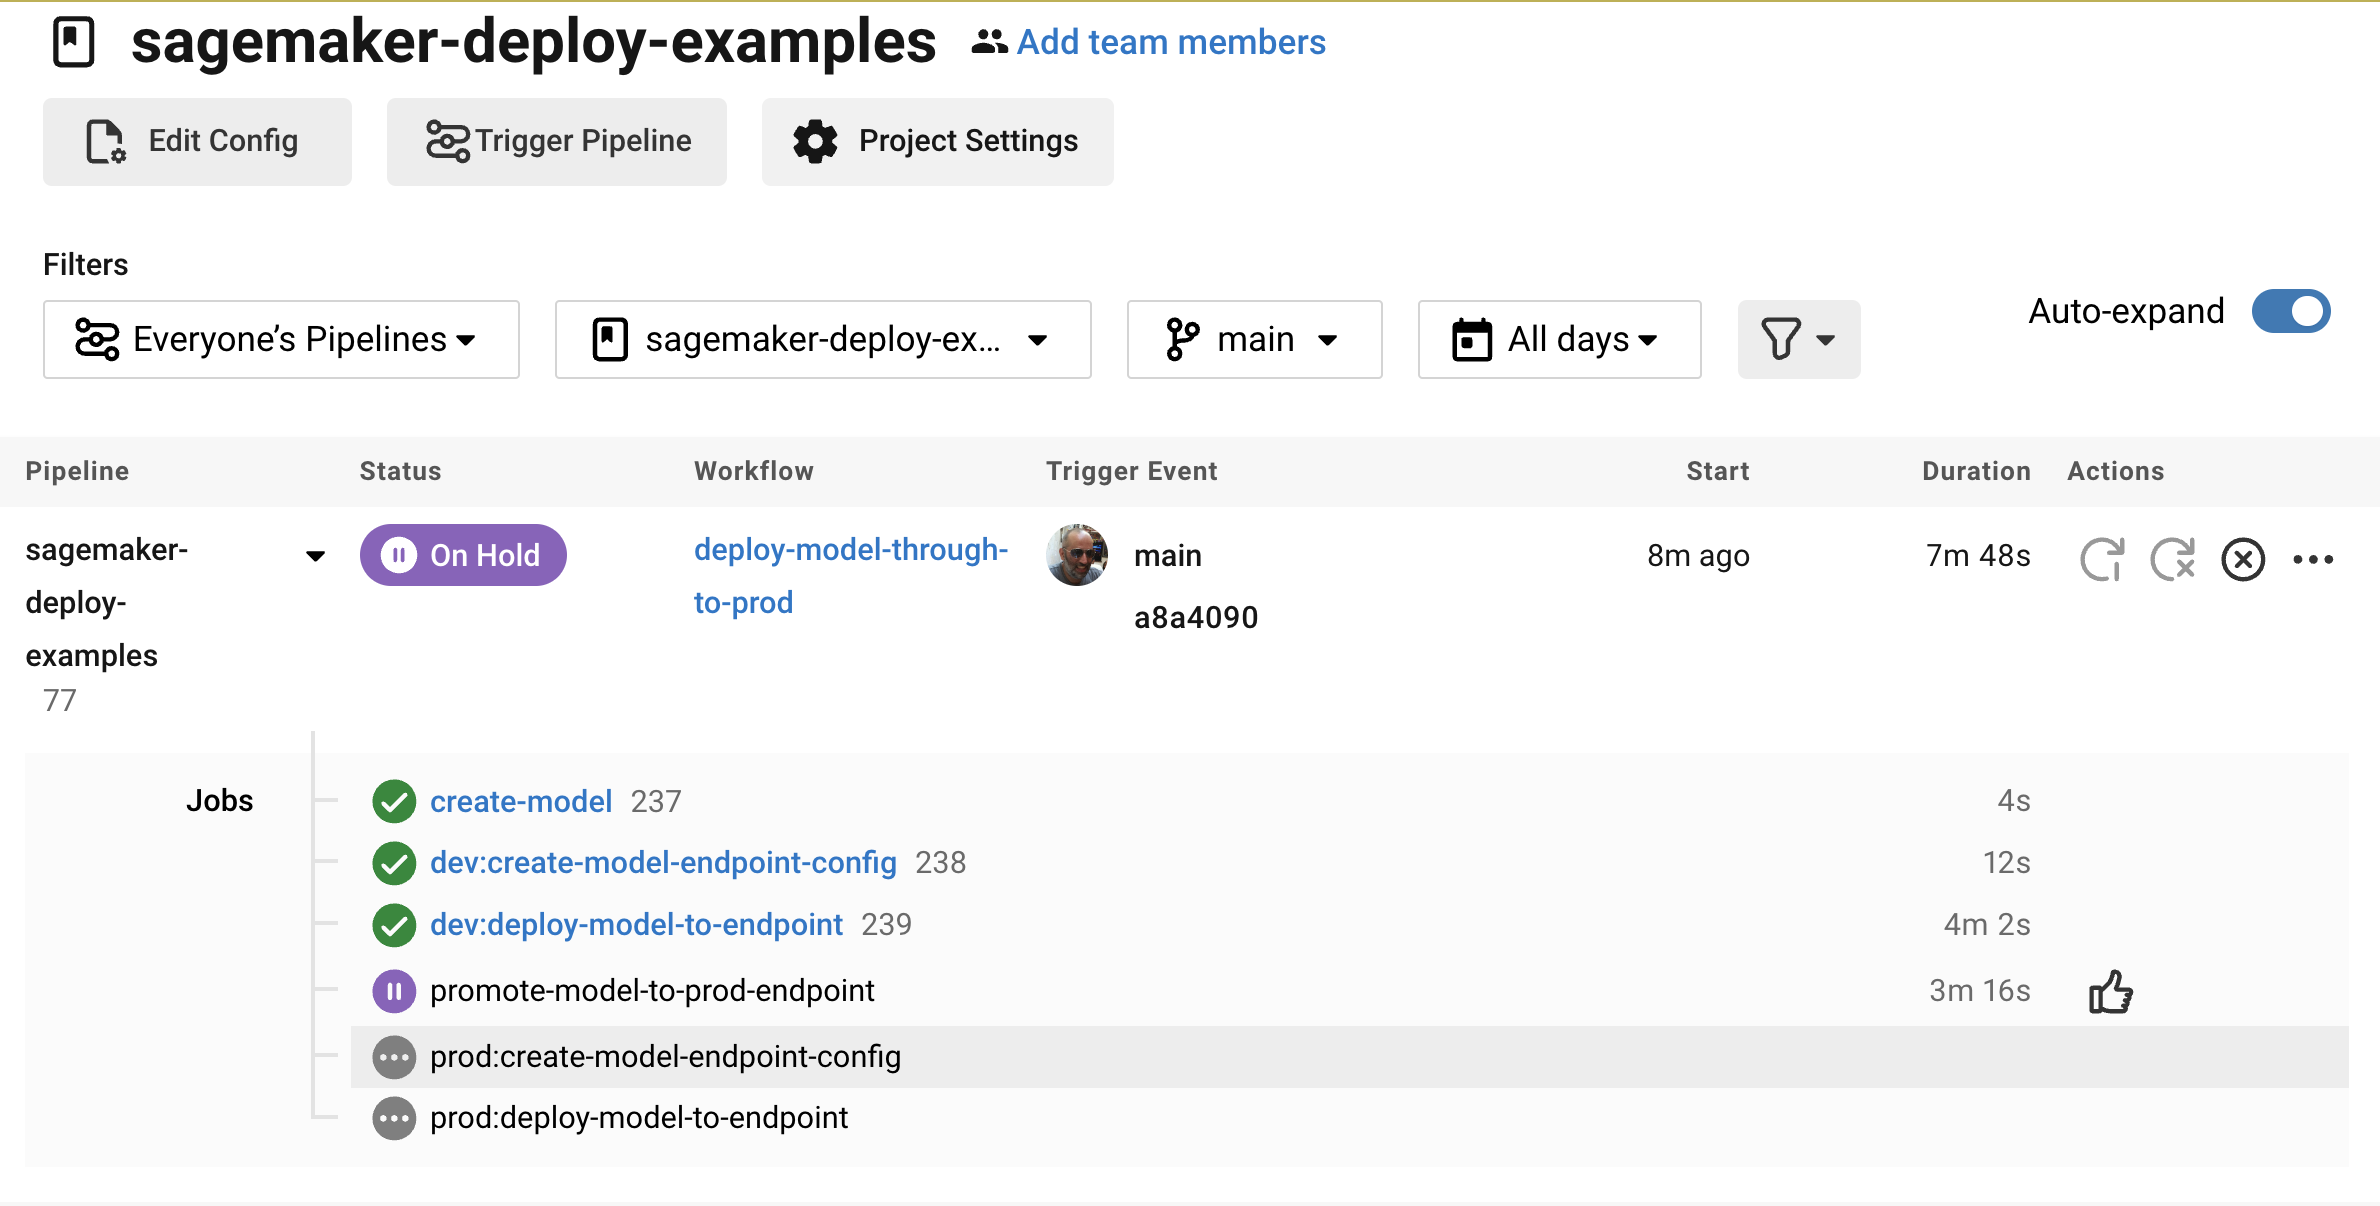 sagemaker-deploy-examples Add team members
Edit Config Trigger Pipeline Project Settings
Filters
Everyone’s Pipelines sagemaker-deploy-ex... main All days Auto-expand
Pipeline Status Workflow Trigger Event Start Duration Actions
sagemaker- On Hold deploy-model-through- main 8m ago 7m 48s
deploy- to-prod a8a4090
examples
77
Jobs create-model 237 4s
dev:create-model-endpoint-config 238 12s
dev:deploy-model-to-endpoint 239 4m 2s
promote-model-to-prod-endpoint 3m 16s
prod:create-model-endpoint-config
prod:deploy-model-to-endpoint